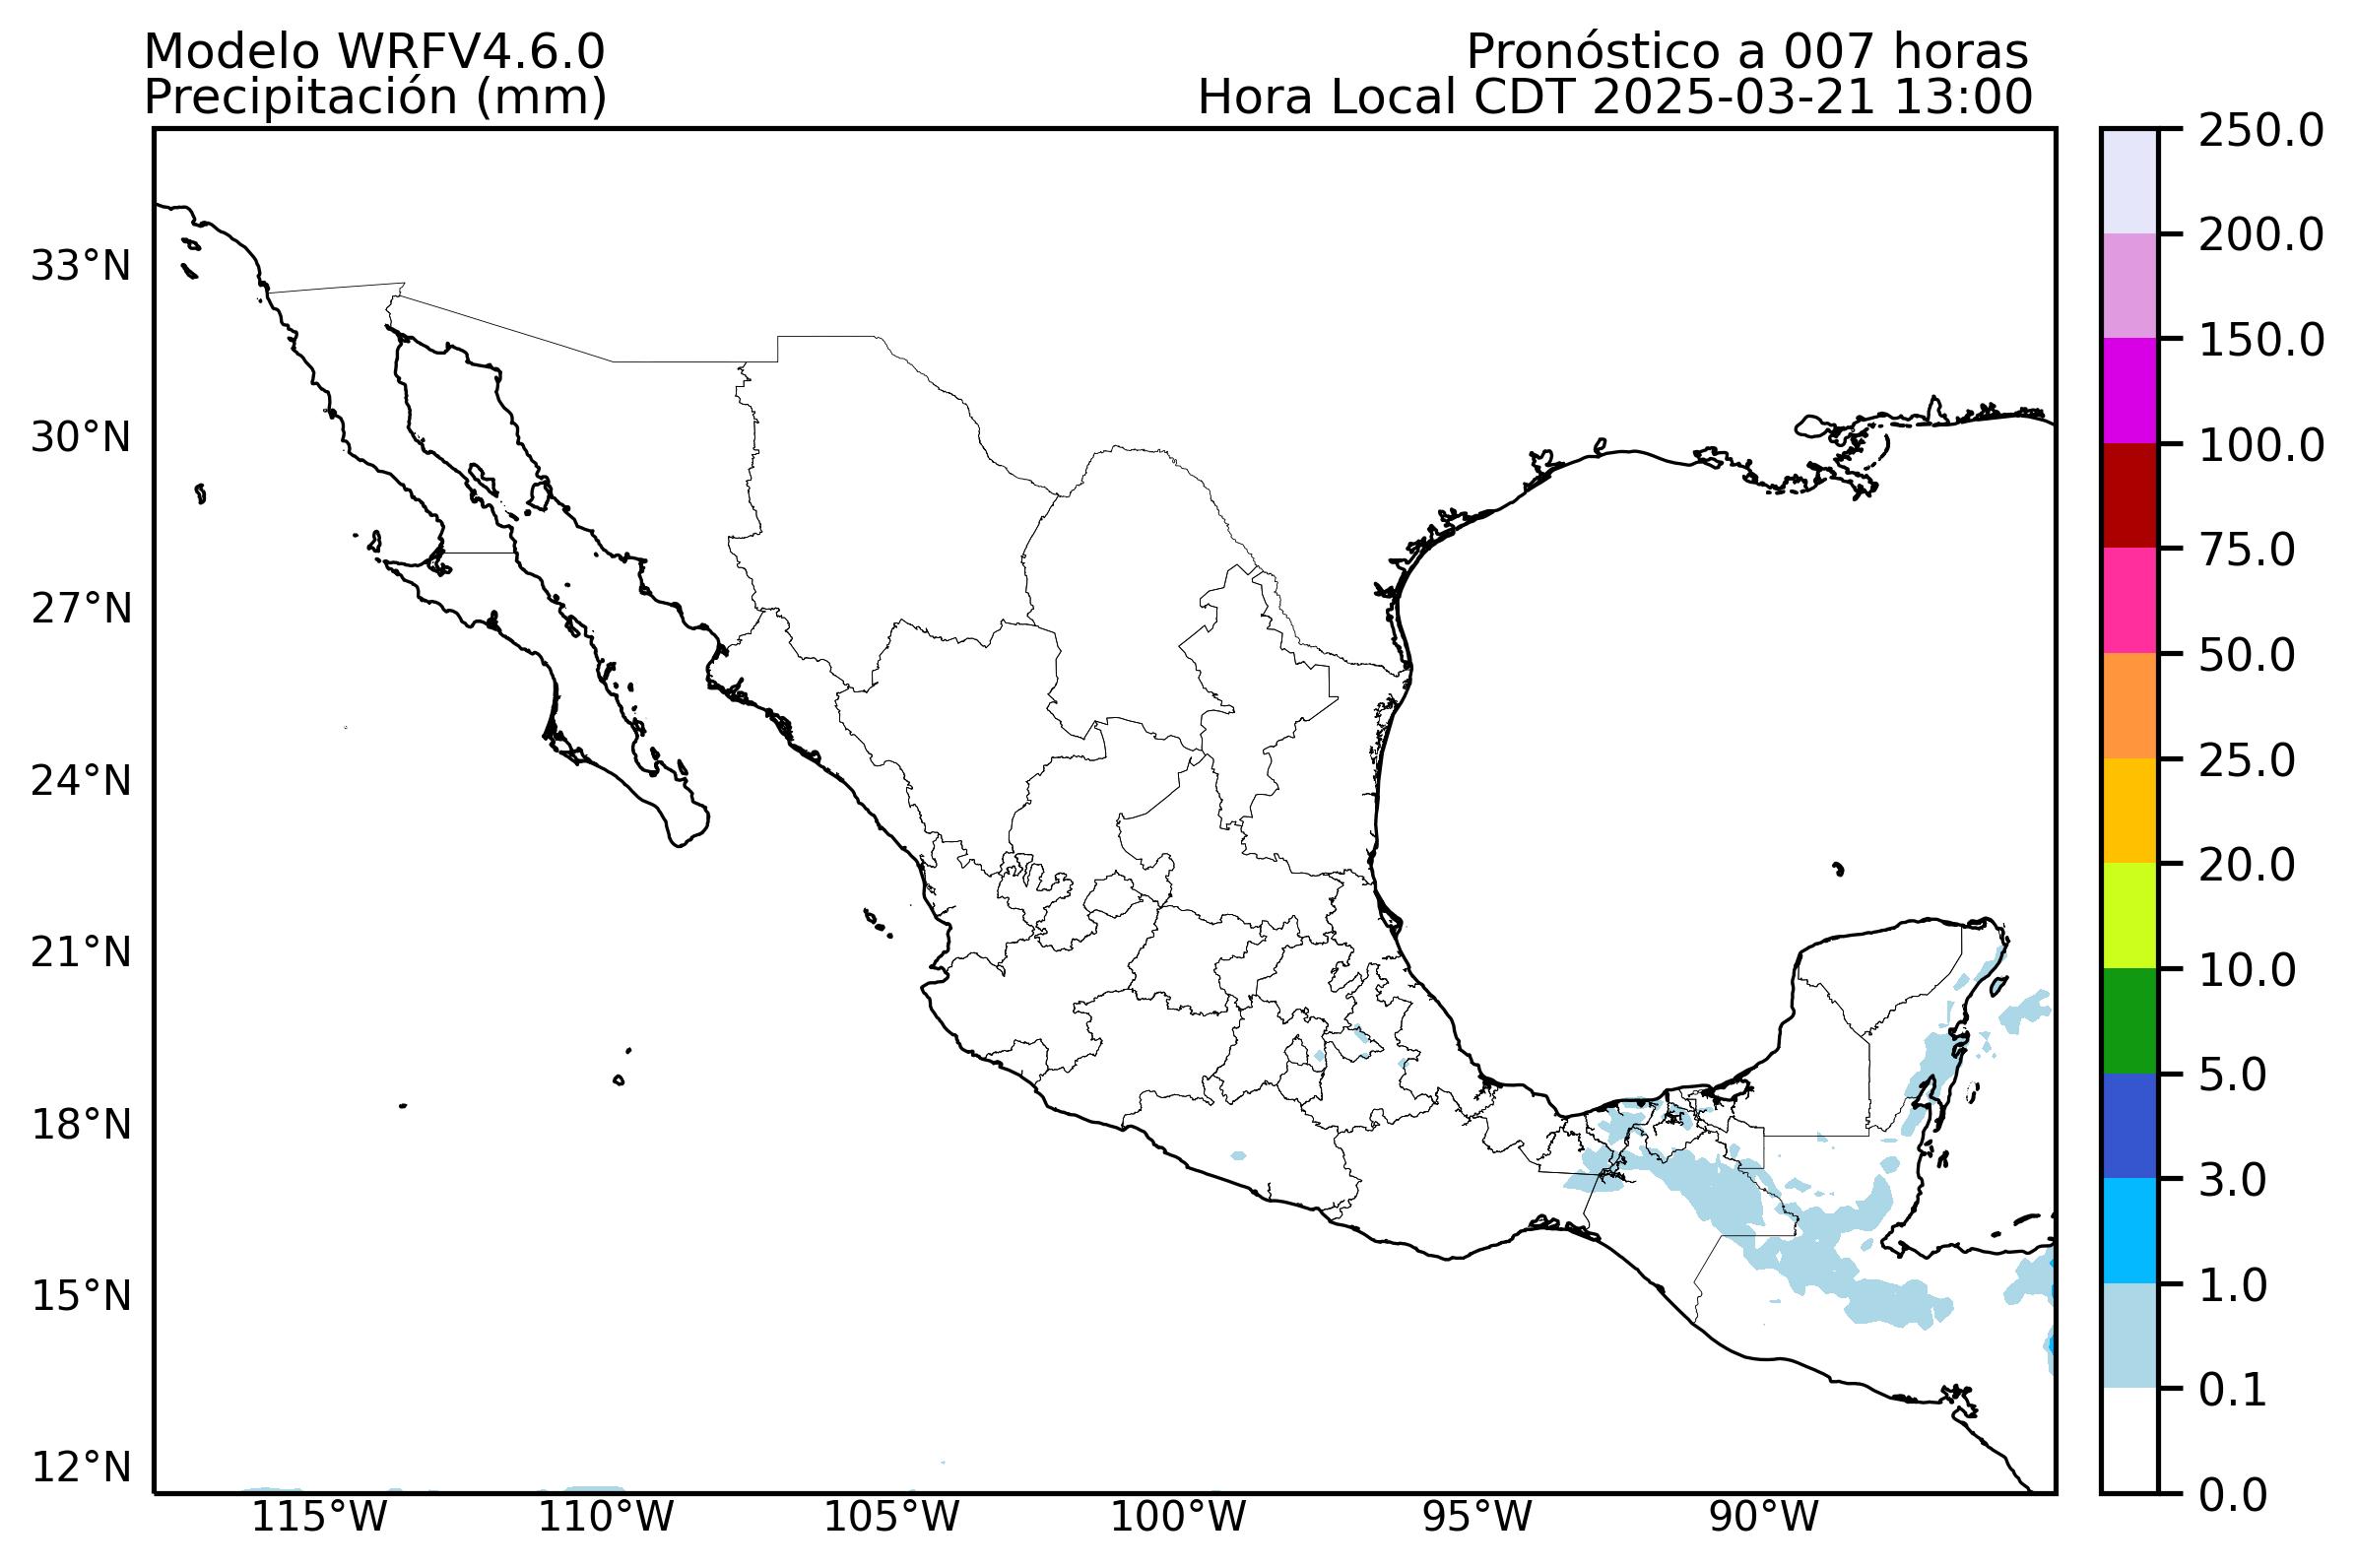 Modelo WRFV4.6.0
Precipitación (mm)
Pronóstico a 007 horas
Hora Local CDT 2025-03-21 13:00
33°N
30°N
27°N
24°N
21°N
18°N
15°N
12°N
115°W
110°W
105°W
100°W
95°W
90°W
250.0
200.0
150.0
100.0
75.0
50.0
25.0
20.0
10.0
5.0
3.0
1.0
0.1
0.0